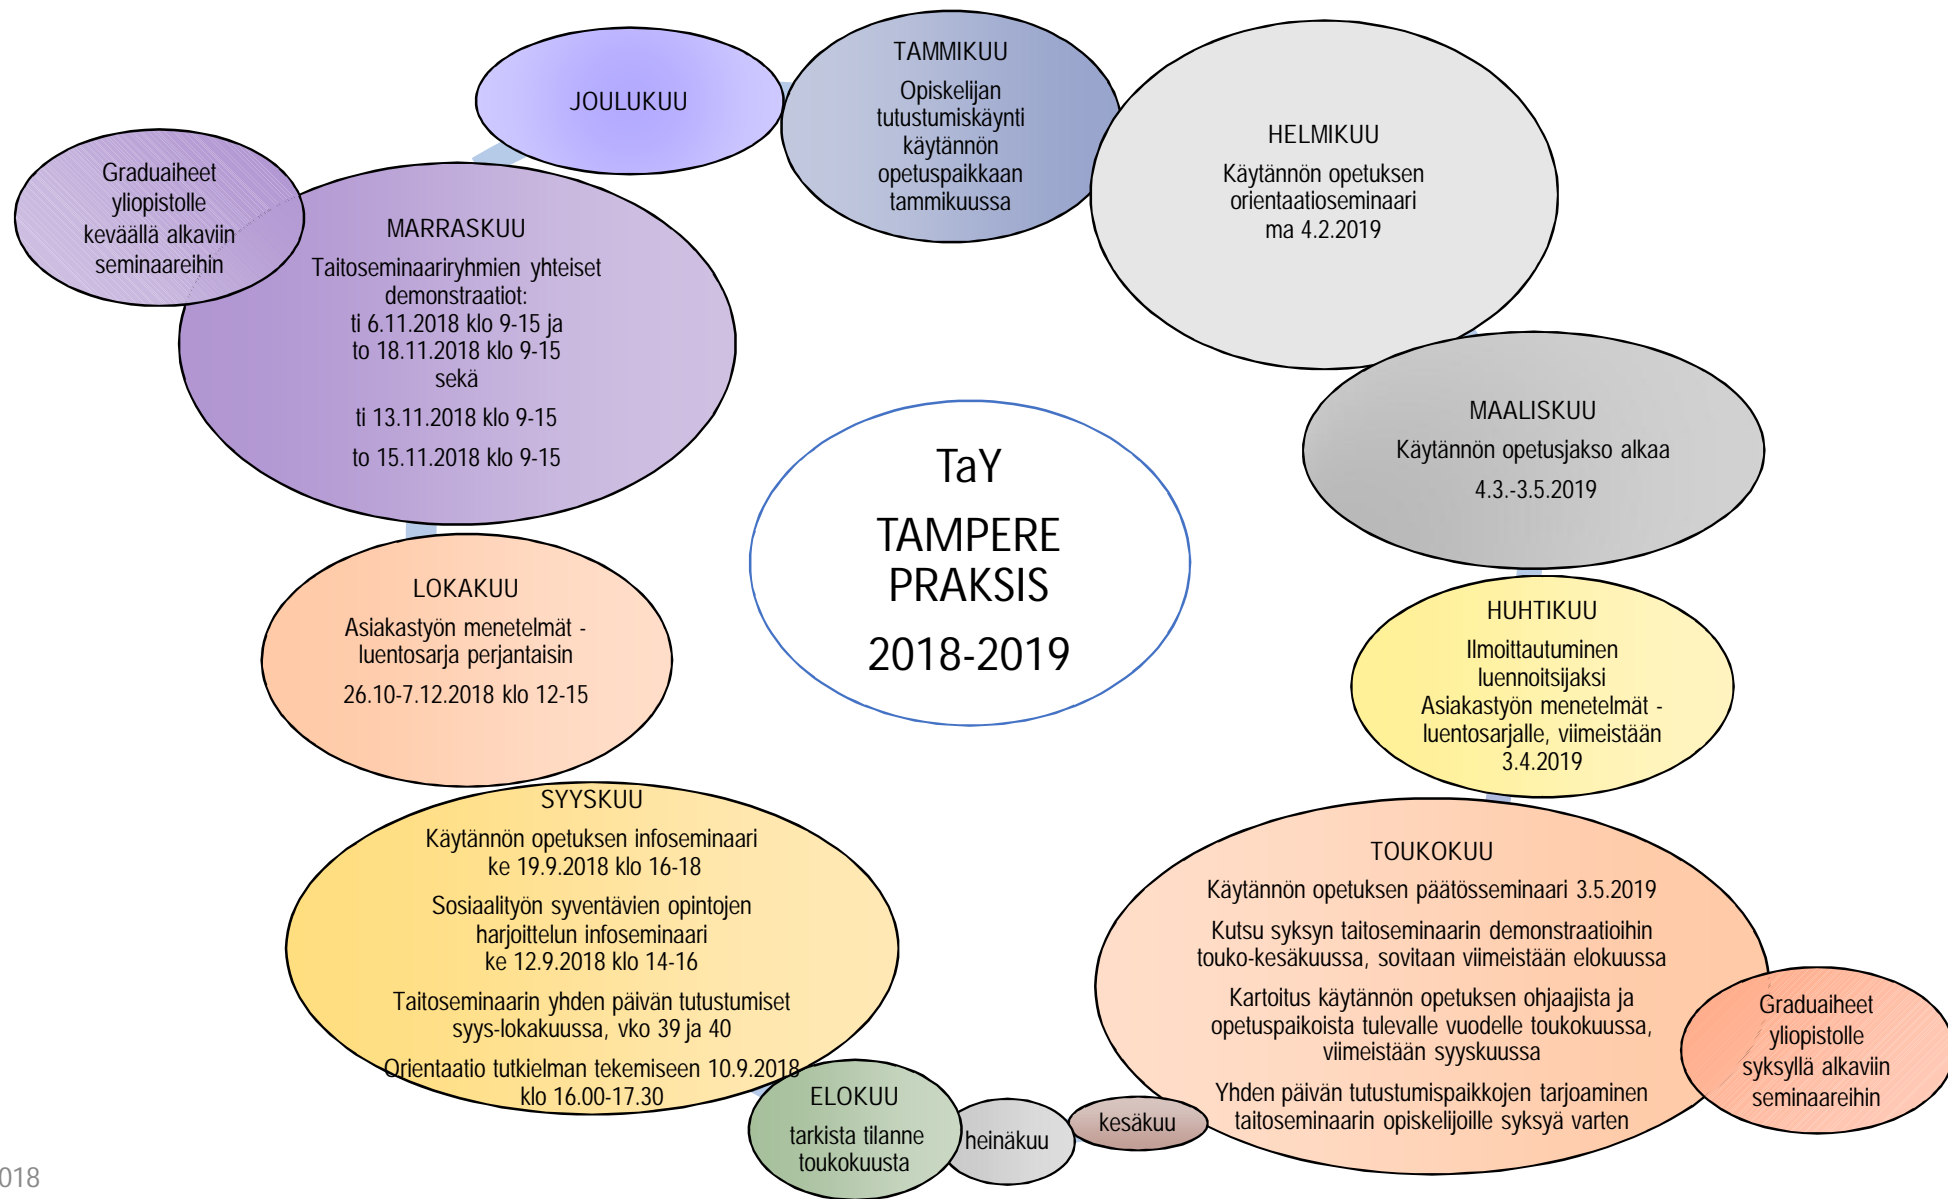 JOULUKUU
TAMMIKUU
Opiskelijan
tutustumiskäynti
käytännön
opetuspaikkaan
tammikuussa
HELMIKUU
Käytännön opetuksen
orientaatioseminaari
ma 4.2.2019
MAALISKUU
Käytännön opetusjakso alkaa
4.3.-3.5.2019
HUHTIKUU
Ilmoittautuminen
luennoitsijaksi
Asiakastyön menetelmät -
luentosarjalle, viimeistään
3.4.2019
TOUKOKUU
Käytännön opetuksen päätösseminaari 3.5.2019
Kutsu syksyn taitoseminaarin demonstraatioihin
touko-kesäkuussa, sovitaan viimeistään elokuussa
Kartoitus käytännön opetuksen ohjaajista ja
opetuspaikoista tulevalle vuodelle toukokuussa,
viimeistään syyskuussa
Yhden päivän tutustumispaikkojen tarjoaminen
taitoseminaarin opiskelijoille syksyä varten
Graduaiheet
yliopistolle
syksyllä alkaviin
seminaareihin
kesäkuu
heinäkuu
ELOKUU
tarkista tilanne
toukokuusta
SYYSKUU
Käytännön opetuksen infoseminaari
ke 19.9.2018 klo 16-18
Sosiaalityön syventävien opintojen
harjoittelun infoseminaari
ke 12.9.2018 klo 14-16
Taitoseminaarin yhden päivän tutustumiset
syys-lokakuussa, vko 39 ja 40
Orientaatio tutkielman tekemiseen 10.9.2018
klo 16.00-17.30
LOKAKUU
Asiakastyön menetelmät -
luentosarja perjantaisin
26.10-7.12.2018 klo 12-15
MARRASKUU
Taitoseminaariryhmien yhteiset
demonstraatiot:
ti 6.11.2018 klo 9-15 ja
to 18.11.2018 klo 9-15
sekä
ti 13.11.2018 klo 9-15
to 15.11.2018 klo 9-15
Graduaiheet
yliopistolle
keväällä alkaviin
seminaareihin
TaY
TAMPERE
PRAKSIS
2018-2019
018